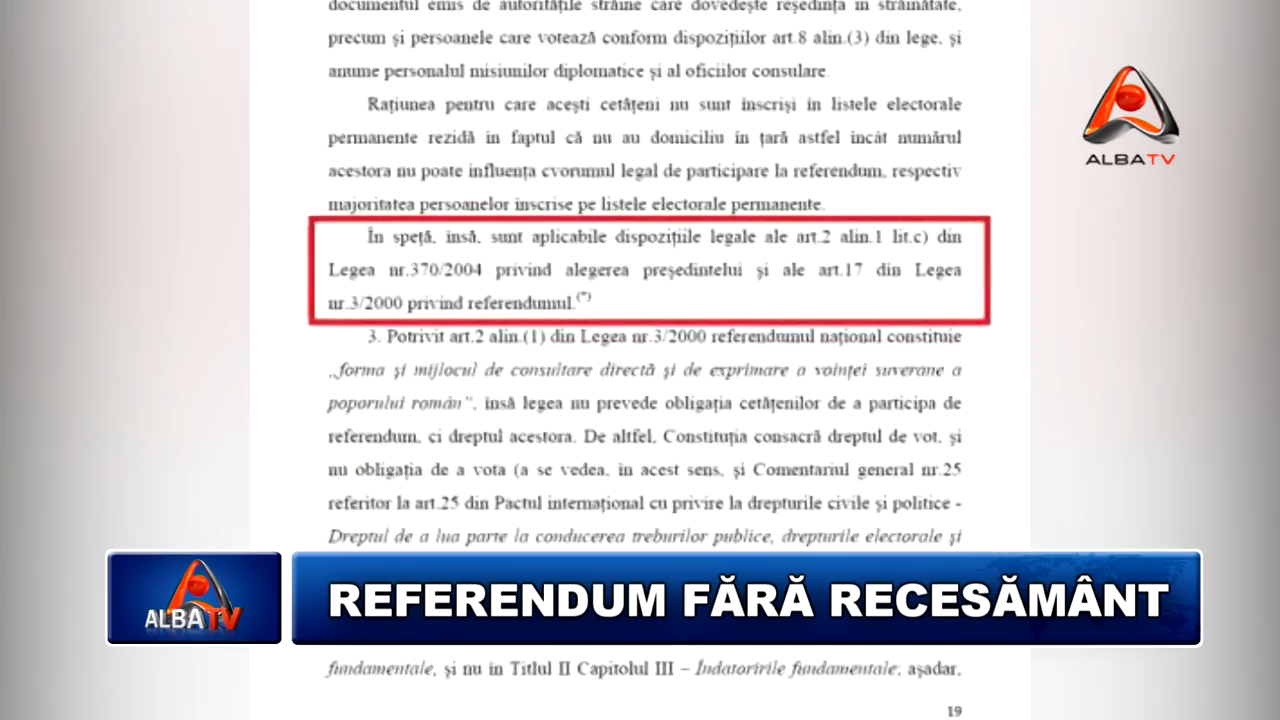 documentul emis de autoritățile străine care dovedește reședința în străinătate,
precum și persoanele care votează conform dispozițiilor art.8 alin.(3) din lege, și
anume personalul misiunilor diplomatice și al oficiilor consulare.
Rațiunea pentru care acești cetățeni nu sunt înscriși în listele electorale
permanente rezidă în faptul că nu au domiciliu în țară astfel încât numărul
acestora nu poate influența cvorumul legal de participare la referendum, respectiv
majoritatea persoanelor înscrise pe listele electorale permanente.
În speță, însă, sunt aplicabile dispozițiile legale ale art.2 alin.1 lit.c) din
Legea nr.370/2004 privind alegerea președintelui și ale art.17 din Legea
nr.3/2000 privind referendumul.(*)
3. Potrivit art.2 alin.(1) din Legea nr.3/2000 referendumul național constituie
„forma și mijlocul de consultare directă și de exprimare a voinței suverane a
poporului român”, însă legea nu prevede obligația cetățenilor de a participa de
referendum, ci dreptul acestora. De altfel, Constituția consacră dreptul de vot, și
nu obligația de a vota (a se vedea, în acest sens, și Comentariul general nr.25
referitor la art.25 din Pactul internațional cu privire la drepturile civile și politice -
Dreptul de a lua parte la conducerea treburilor publice, drepturile electorale și
fundamentale, și nu în Titlul II Capitolul III – Îndatoririle fundamentale; așadar,
19
ALBATV
ALBATV
REFERENDUM FĂRĂ RECESĂMÂNT